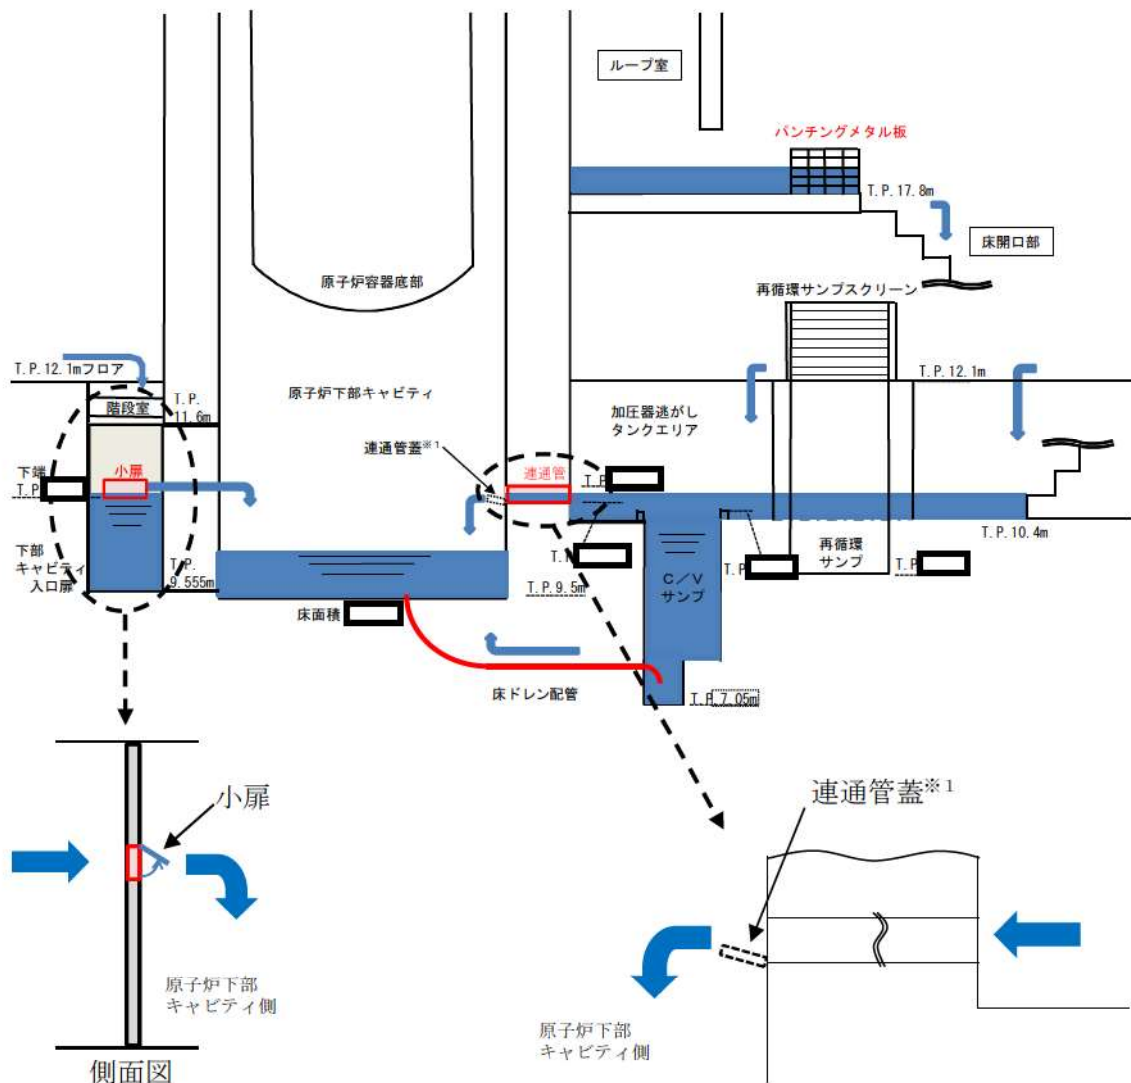 ループ室
パンチングメタル板
T.P.17.8m
床開口部
原子炉容器底部
再循環サンプスクリーン
T.P.12.1mフロア
T.P.12.1m
階段室
T.P.
11.6m
原子炉下部キャビティ
加圧器逃がし
タンクエリア
連通管蓋※1
下端
T.P
小扉
連通管
T.P
T.P.10.4m
下部
キャビティ
入口扉
T.P.
9.555m
T.P.9.5m
T.P
再循環
サンプ
T.P
C/V
サンプ
床面積
床ドレン配管
T.P.7.05m
小扉
連通管蓋※1
原子炉下部
キャビティ側
側面図
原子炉下部
キャビティ側